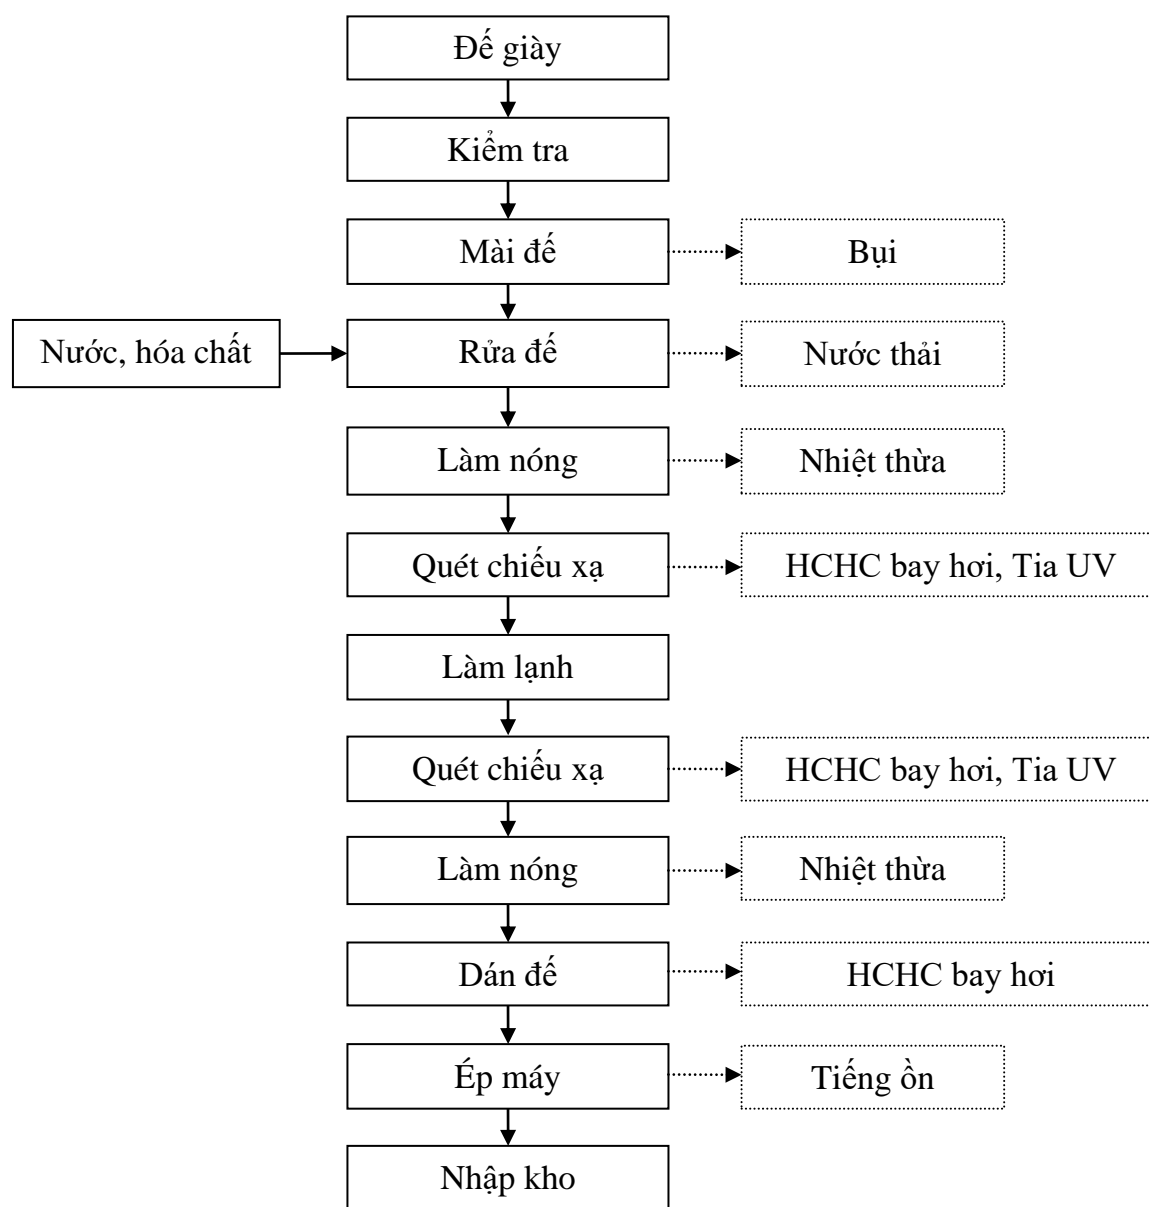 Đế giày
Kiểm tra
Mài đế
Bụi
Nước, hóa chất
Rửa đế
Nước thải
Làm nóng
Nhiệt thừa
Quét chiếu xạ
HCHC bay hơi, Tia UV
Làm lạnh
Quét chiếu xạ
HCHC bay hơi, Tia UV
Làm nóng
Nhiệt thừa
Dán đế
HCHC bay hơi
Ép máy
Tiếng ồn
Nhập kho